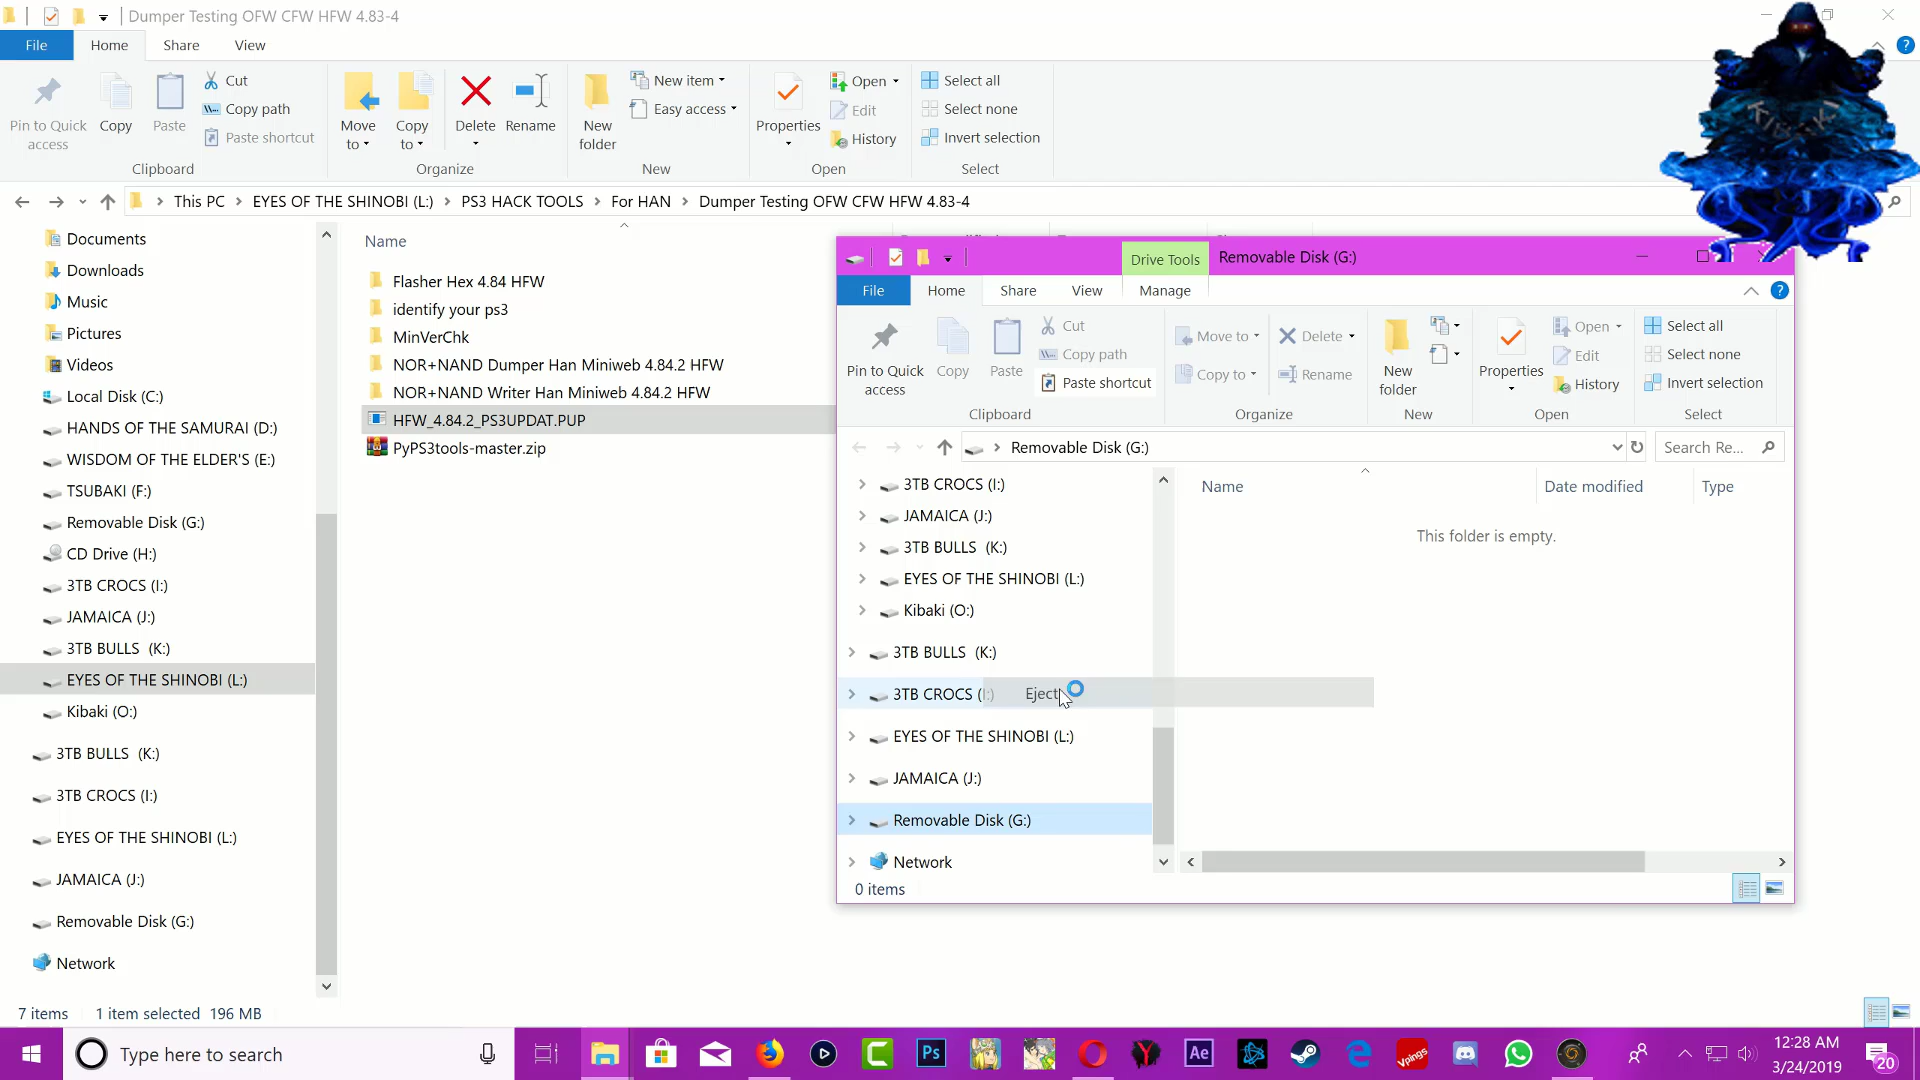 Dumper Testing OFW CFW HFW 4.83-4
File Home Share View
Pin to Quick access
Copy
Paste
Cut
Copy path
Paste shortcut
Clipboard
Move to
Copy to
Delete
Rename
Organize
New folder
New item
Easy access
New
Properties
Open
Edit
History
Open
Select all
Select none
Invert selection
Select
KIBAKI
This PC > EYES OF THE SHINOBI (L:) > PS3 HACK TOOLS > For HAN > Dumper Testing OFW CFW HFW 4.83-4
Documents
Downloads
Music
Pictures
Videos
Local Disk (C:)
HANDS OF THE SAMURAI (D:)
WISDOM OF THE ELDER'S (E:)
TSUBAKI (F:)
Removable Disk (G:)
CD Drive (H:)
3TB CROCS (I:)
JAMAICA (J:)
3TB BULLS (K:)
EYES OF THE SHINOBI (L:)
Kibaki (O:)
3TB BULLS (K:)
3TB CROCS (I:)
EYES OF THE SHINOBI (L:)
JAMAICA (J:)
Removable Disk (G:)
Network
Name
Flasher Hex 4.84 HFW
identify your ps3
MinVerChk
NOR+NAND Dumper Han Miniweb 4.84.2 HFW
NOR+NAND Writer Han Miniweb 4.84.2 HFW
HFW_4.84.2_PS3UPDAT.PUP
PyPS3tools-master.zip
Drive Tools Removable Disk (G:)
File Home Share View Manage
Pin to Quick access
Copy
Paste
Cut
Copy path
Paste shortcut
Clipboard
Move to
Copy to
Delete
Rename
Organize
New folder
New
Properties
Open
Edit
History
Open
Select all
Select none
Invert selection
Select
> Removable Disk (G:)
Search Re...
3TB CROCS (I:)
JAMAICA (J:)
3TB BULLS (K:)
EYES OF THE SHINOBI (L:)
Kibaki (O:)
3TB BULLS (K:)
3TB CROCS (I:)
Eject
EYES OF THE SHINOBI (L:)
JAMAICA (J:)
Removable Disk (G:)
Network
Name Date modified Type
This folder is empty.
0 items
7 items 1 item selected 196 MB
Type here to search
Ps
Ae
Vpings
12:28 AM
3/24/2019
20